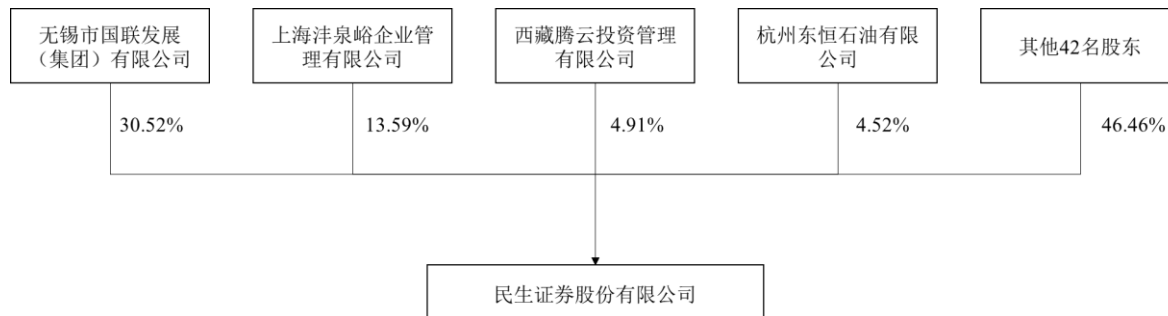 无锡市国联发展
（集团）有限公司
上海沣泉峪企业管
理有限公司
西藏腾云投资管理
有限公司
杭州东恒石油有限
公司
其他42名股东
30.52%
13.59%
4.91%
4.52%
46.46%
民生证券股份有限公司